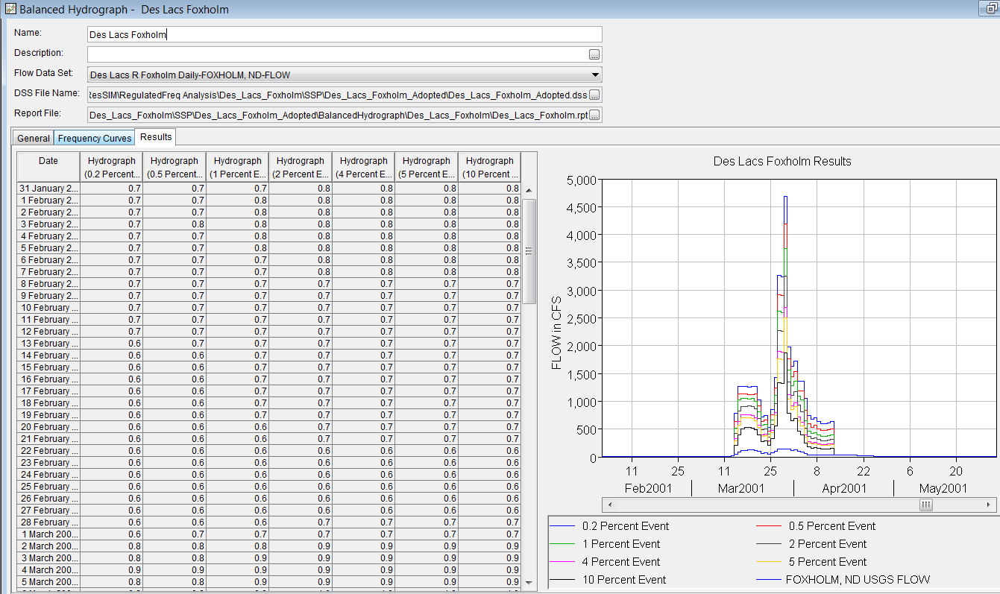 Balanced Hydrograph - Des Lacs Foxholm
Name: Des Lacs Foxholm
Description:
...
Flow Data Set: Des Lacs R Foxholm Daily-FOXHOLM, ND-FLOW
DSS File Name: ResSIM\RegulatedFreq Analysis\Des_Lacs_Foxholm\SSP\Des_Lacs_Foxholm_Adopted\Des_Lacs_Foxholm_Adopted.dss ...
Report File: Des_Lacs_Foxholm\SSP\Des_Lacs_Foxholm_Adopted\BalancedHydrograph\Des_Lacs_Foxholm\Des_Lacs_Foxholm.rpt ...
General Frequency Curves Results
Date Hydrograph Hydrograph Hydrograph Hydrograph Hydrograph Hydrograph Hydrograph
(0.2 Percent... (0.5 Percent... (1 Percent E... (2 Percent E... (4 Percent E... (5 Percent E... (10 Percent ...
31 January 2... 0.7 0.7 0.7 0.8 0.8 0.8 0.8
1 February 2... 0.7 0.7 0.8 0.8 0.8 0.8 0.8
2 February 2... 0.7 0.7 0.8 0.8 0.8 0.8 0.8
3 February 2... 0.7 0.8 0.8 0.8 0.8 0.8 0.8
4 February 2... 0.7 0.7 0.8 0.8 0.8 0.8 0.8
5 February 2... 0.7 0.7 0.8 0.8 0.8 0.8 0.8
6 February 2... 0.7 0.7 0.7 0.8 0.8 0.8 0.8
7 February 2... 0.7 0.7 0.7 0.8 0.8 0.8 0.8
8 February 2... 0.7 0.7 0.7 0.7 0.7 0.7 0.7
9 February 2... 0.7 0.7 0.7 0.7 0.7 0.7 0.7
10 February ... 0.7 0.7 0.7 0.7 0.7 0.7 0.7
11 February ... 0.7 0.7 0.7 0.7 0.7 0.7 0.7
12 February ... 0.7 0.7 0.7 0.7 0.7 0.7 0.7
13 February ... 0.6 0.7 0.7 0.7 0.7 0.7 0.7
14 February ... 0.6 0.6 0.7 0.7 0.7 0.7 0.7
15 February ... 0.6 0.6 0.7 0.7 0.7 0.7 0.7
16 February ... 0.6 0.6 0.7 0.7 0.7 0.7 0.7
17 February ... 0.6 0.6 0.7 0.7 0.7 0.7 0.7
18 February ... 0.6 0.6 0.7 0.7 0.7 0.7 0.7
19 February ... 0.6 0.6 0.6 0.7 0.7 0.7 0.7
20 February ... 0.6 0.6 0.6 0.7 0.7 0.7 0.7
21 February ... 0.6 0.6 0.6 0.6 0.7 0.7 0.7
22 February ... 0.6 0.6 0.6 0.6 0.6 0.6 0.6
23 February ... 0.6 0.6 0.6 0.6 0.6 0.6 0.6
24 February ... 0.6 0.6 0.6 0.6 0.6 0.6 0.6
25 February ... 0.6 0.6 0.6 0.6 0.6 0.6 0.6
26 February ... 0.6 0.6 0.6 0.6 0.6 0.6 0.6
27 February ... 0.6 0.6 0.6 0.6 0.6 0.6 0.6
28 February ... 0.6 0.6 0.6 0.7 0.7 0.7 0.7
1 March 200... 0.6 0.7 0.7 0.7 0.7 0.7 0.7
2 March 200... 0.8 0.8 0.9 0.9 0.9 0.9 0.9
3 March 200... 0.8 0.8 0.9 0.9 0.9 0.9 0.9
4 March 200... 0.9 0.9 0.9 0.9 0.9 0.9 0.9
5 March 200... 0.8 0.8 0.9 0.9 0.9 0.9 0.9
Des Lacs Foxholm Results
FLOW in CFS
5,000
4,500
4,000
3,500
3,000
2,500
2,000
1,500
1,000
500
0
11 25 11 25 8 22 6 20
Feb2001 Mar2001 Apr2001 May2001
0.2 Percent Event 0.5 Percent Event
1 Percent Event 2 Percent Event
4 Percent Event 5 Percent Event
10 Percent Event FOXHOLM, ND USGS FLOW